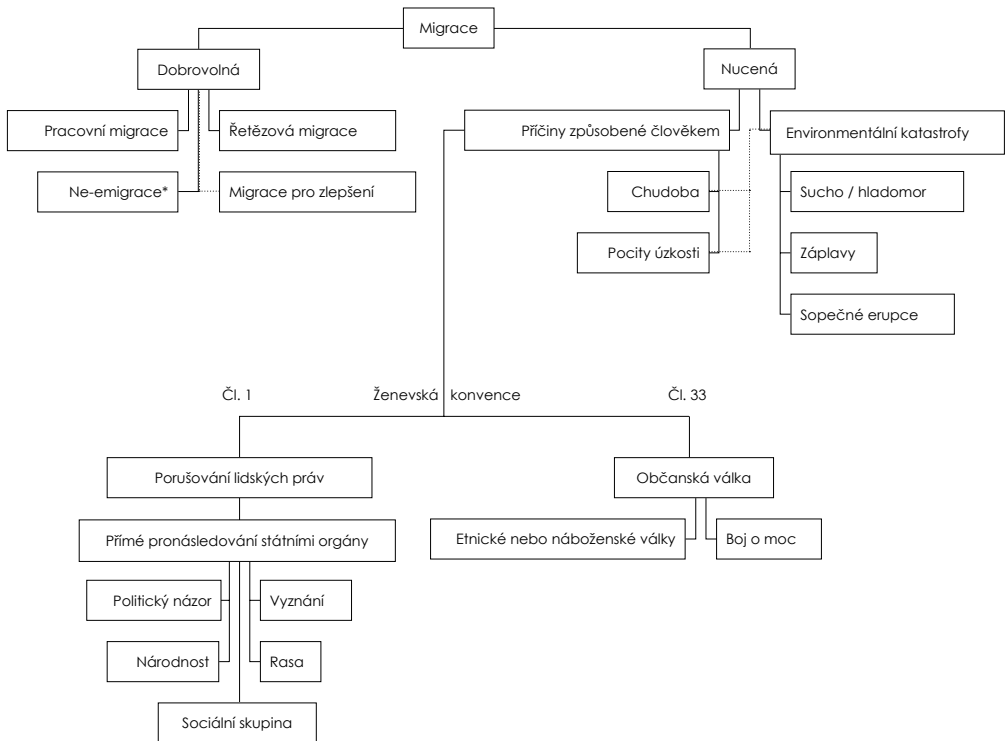 Migrace
Dobrovolná
Nucená
Pracovní migrace
Řetězová migrace
Příčiny způsobené člověkem
Environmentální katastrofy
Ne-emigrace*
Migrace pro zlepšení
Chudoba
Sucho / hladomor
Pocity úzkosti
Záplavy
Sopečné erupce
Čl. 1
Ženevská konvence
Čl. 33
Porušování lidských práv
Občanská válka
Přímé pronásledování státními orgány
Etnické nebo náboženské války
Boj o moc
Politický názor
Vyznání
Národnost
Rasa
Sociální skupina